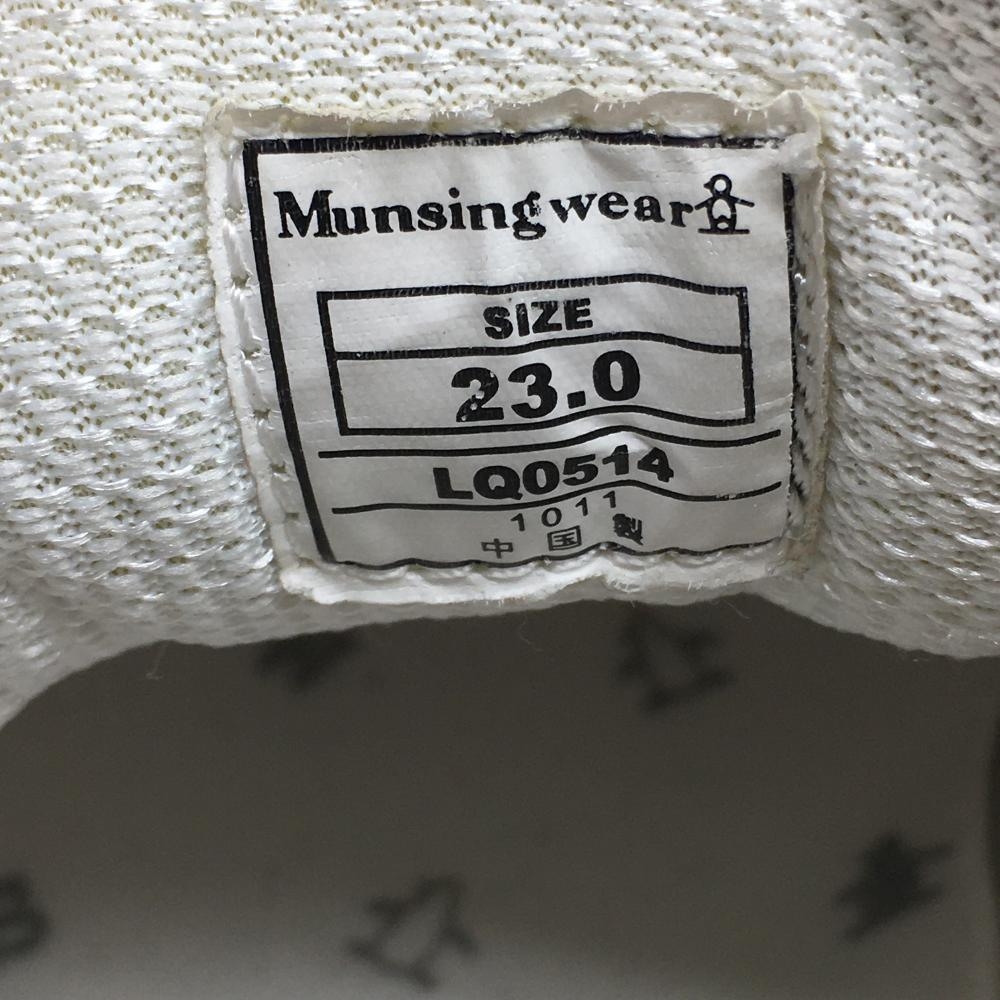 Munsingwear
SIZE
23.0
LQ0514
1011
中国製